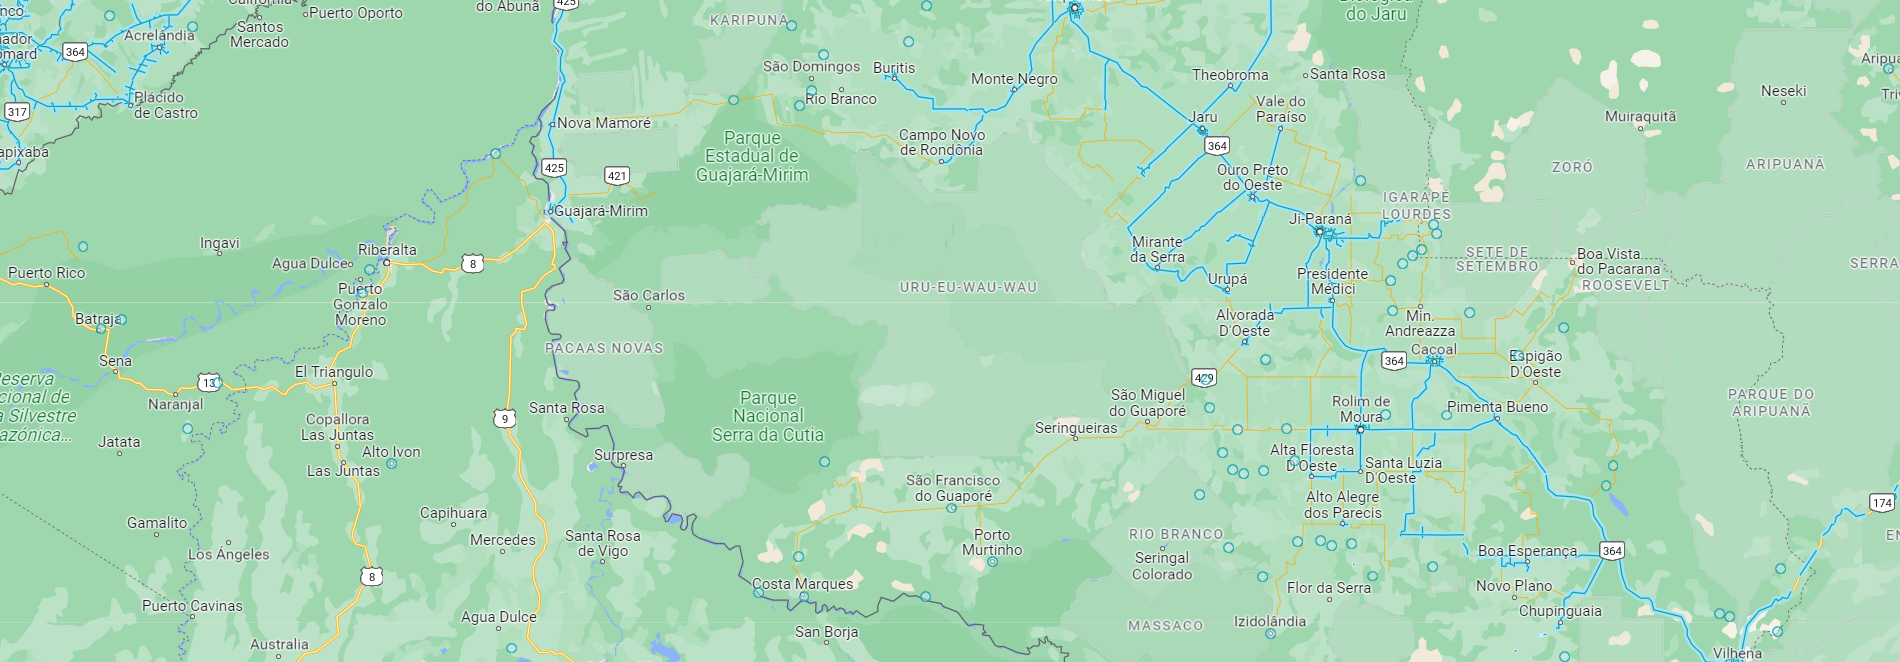 425
do Abunã
Puerto Oporto
Santos
Mercado
Acrelândia
364
Plácido
de Castro
317
KARIPUNA
São Domingos
Rio Branco
Buritis
Monte Negro
Campo Novo
de Rondônia
Nova Mamoré
Parque
Estadual de
Guajará-Mirim
425
421
Guajará-Mirim
do Jaru
Theobroma
Santa Rosa
Vale do
Paraíso
Jaru
364
Ouro Preto
do Oeste
Ji-Paraná
IGARAPÉ
LOURDES
Neseki
Muiraquitã
ZORÓ
ARIPUANÃ
Ingavi
Riberalta
Agua Dulce
8
Puerto Rico
Puerto
Gonzalo
Moreno
Batraja
Sena
El Triangulo
13
Naranjal
São Carlos
URU-EU-WAU-WAU
PACAAS NOVAS
Mirante
da Serra
Urupá
Presidente
Médici
Alvorada
D'Oeste
SETE DE
SETEMBRO
Boa Vista
do Pacarana
ROOSEVELT
SERRA
Min.
Andreazza
Cacoal
364
Espigão
D'Oeste
429
São Miguel
do Guaporé
Seringueiras
Rolim de
Moura
Pimenta Bueno
PARQUE DO
ARIPUANÃ
Copallora
Las Juntas
Alto Ivon
Las Juntas
Jatata
9
Santa Rosa
Surpresa
Parque
Nacional
Serra da Cutia
Alta Floresta
D'Oeste
Santa Luzia
D'Oeste
São Francisco
do Guaporé
Alto Alegre
dos Parecis
174
Capihuara
Gamalito
Los Ángeles
Mercedes
Santa Rosa
de Vigo
8
Porto
Murtinho
RIO BRANCO
Seringal
Colorado
Boa Esperança
364
Costa Marques
Flor da Serra
Novo Plano
Chupinguaia
Puerto Cavinas
Agua Dulce
Australia
San Borja
MASSACO
Izidolândia
Vilhena